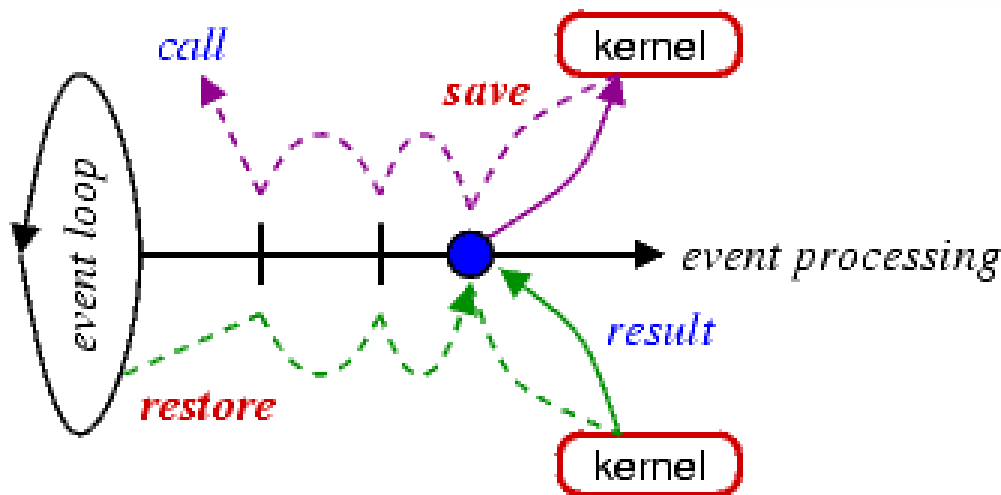 call
kernel
save
event loop
event processing
result
restore
kernel